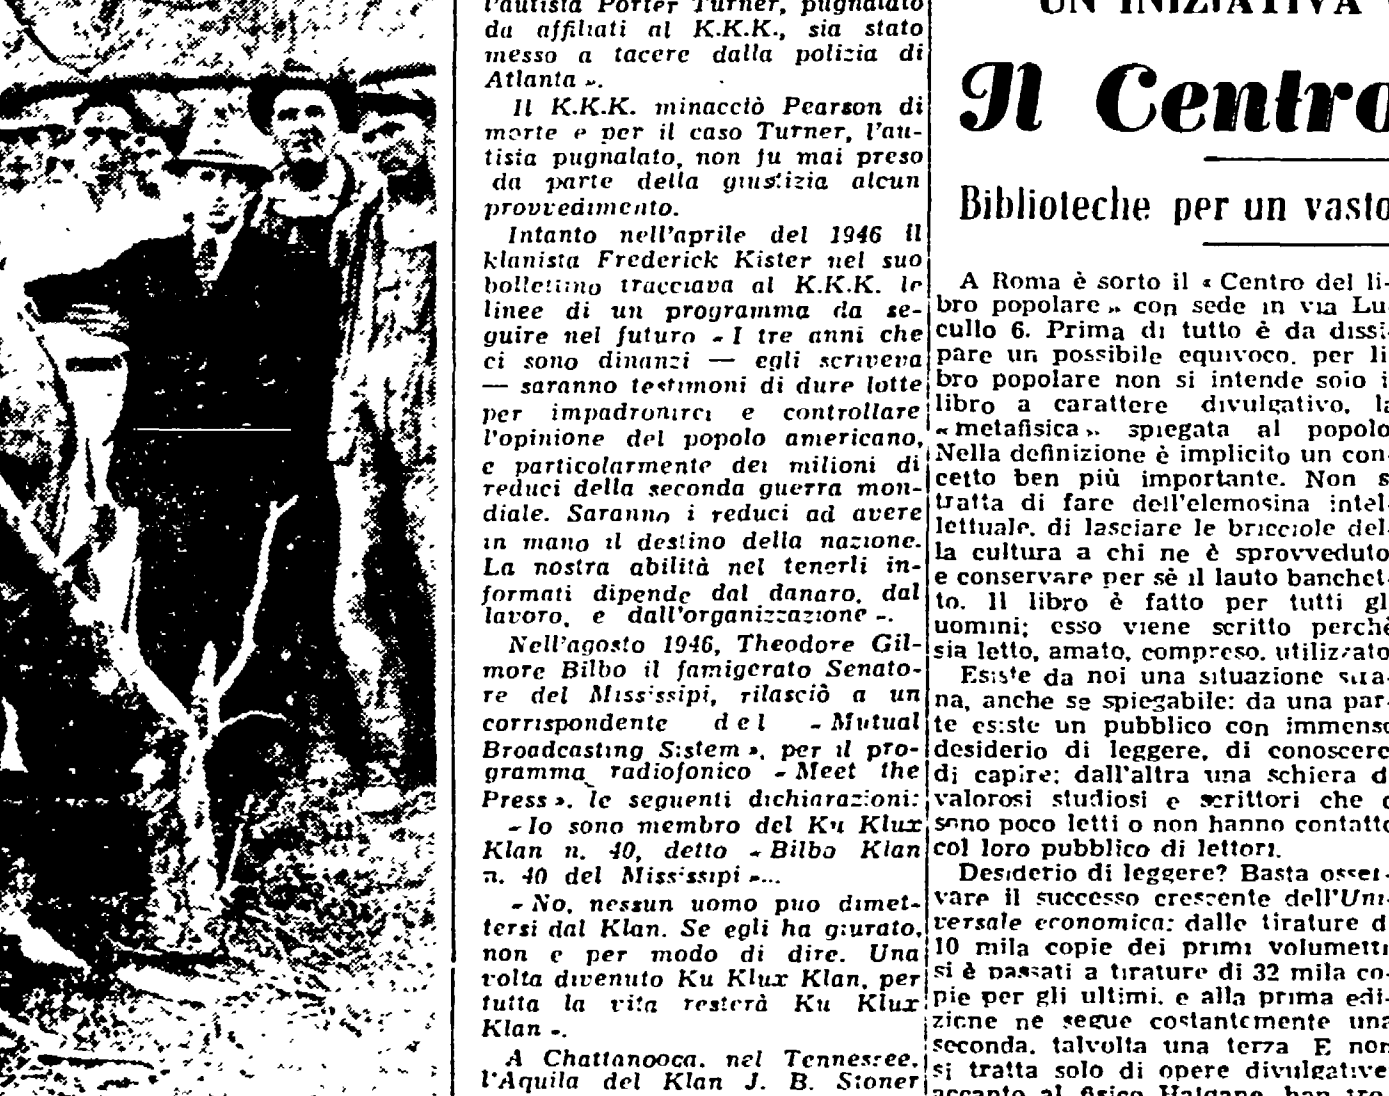 l'autista Porter Turner, pugnalato
da affiliati al K.K.K., sia stato
messo a tacere dalla polizia di
Atlanta ».
Il K.K.K. minacciò Pearson di
morte e per il caso Turner, l'au-
tista pugnalato, non fu mai preso
da parte della giustizia alcun
provvedimento.
Intanto nell'aprile del 1946 il
klanista Frederick Kister nel suo
bollettino tracciava al K.K.K. le
linee di un programma da se-
guire nel futuro « I tre anni che
ci sono dinanzi — egli scriveva
— saranno testimoni di dure lotte
per impadronirci e controllare
l'opinione del popolo americano,
e particolarmente dei milioni di
reduci della seconda guerra mon-
diale. Saranno i reduci ad avere
in mano il destino della nazione.
La nostra abilità nel tenerli in-
formati dipende dal danaro, dal
lavoro, e dall'organizzazione ».
Nell'agosto 1946, Theodore Gil-
more Bilbo il famigerato Senato-
re del Mississipi, rilasciò a un
corrispondente del « Mutual
Broadcasting Sistem », per il pro-
gramma radiofonico « Meet the
Press », le seguenti dichiarazioni:
« Io sono membro del Ku Klux
Klan n. 40, detto « Bilbo Klan
n. 40 del Mississipi »...
« No, nessun uomo può dimet-
tersi dal Klan. Se egli ha giurato,
non è per modo di dire. Una
volta divenuto Ku Klux Klan, per
tutta la vita resterà Ku Klux
Klan ».
A Chattanooca, nel Tennessee,
l'Aquila del Klan J. B. Stoner
UN INIZIATIVA
Il Centro
Biblioteche per un vasto
A Roma è sorto il « Centro del li-
bro popolare » con sede in via Lu
cullo 6. Prima di tutto è da dissi
pare un possibile equivoco. per li
bro popolare non si intende solo i
libro a carattere divulgativo, la
« metafisica » spiegata al popolo
Nella definizione è implicito un con-
cetto ben più importante. Non s
tratta di fare dell'elemosina intel-
lettuale, di lasciare le bricciole del-
la cultura a chi ne è sprovveduto
e conservare per sè il lauto banchet-
to. Il libro è fatto per tutti gl
uomini; esso viene scritto perchè
sia letto, amato, compreso, utilizzato
Esiste da noi una situazione stra-
na, anche se spiegabile: da una par-
te esiste un pubblico con immenso
desiderio di leggere, di conoscere
di capire; dall'altra una schiera d
valorosi studiosi e scrittori che o
sono poco letti o non hanno contatto
col loro pubblico di lettori.
Desiderio di leggere? Basta osser-
vare il successo crescente dell'Uni-
versale economica: dalle tirature d
10 mila copie dei primi volumetti
si è passati a tirature di 32 mila co-
pie per gli ultimi, e alla prima edi-
zione ne segue costantemente una
seconda, talvolta una terza E non
si tratta solo di opere divulgative
accanto al fisico Haldane han tro-